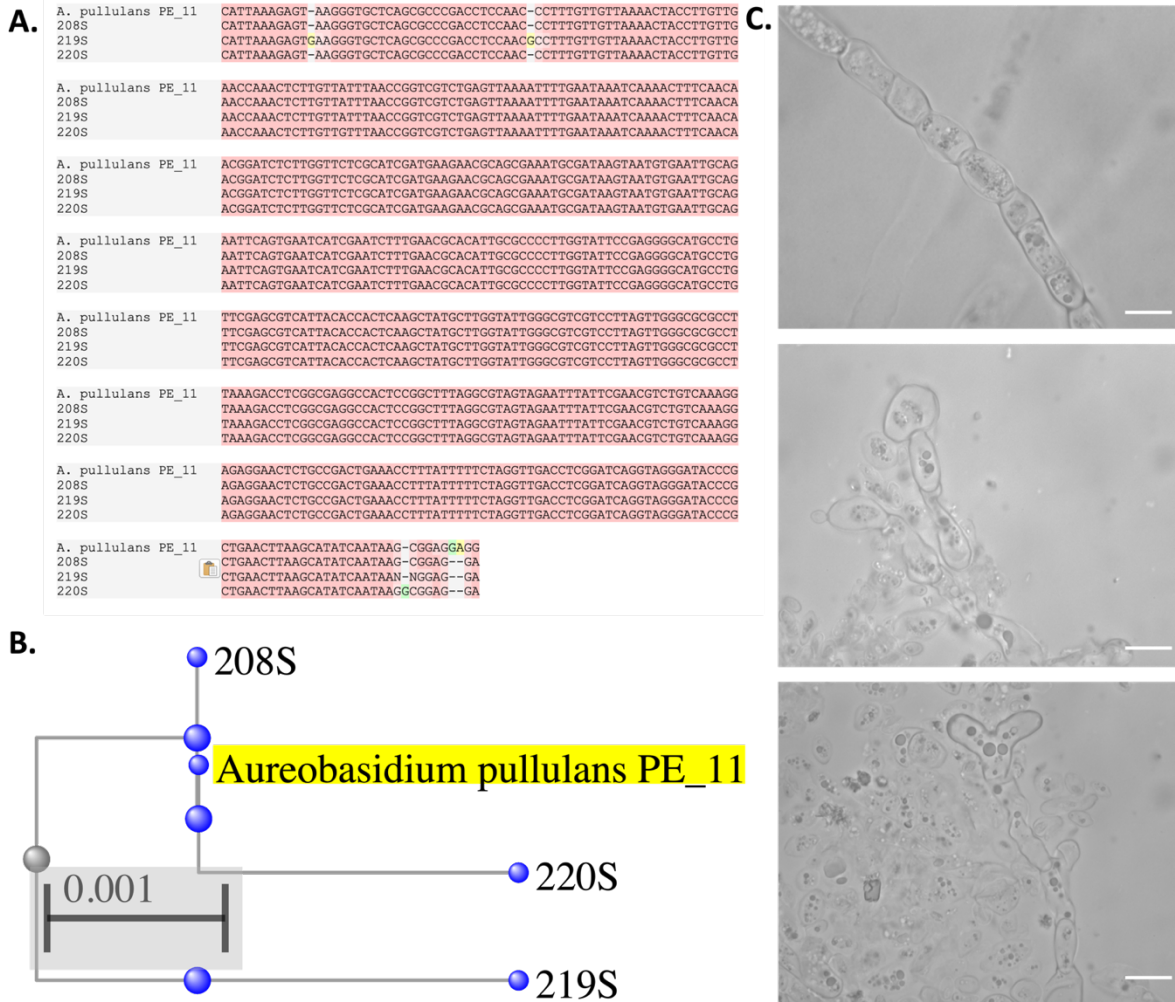 A.
A. pullulans PE_11 CATTAAAGAGT-AAGGGTGCTCAGCGCCCGACCTCCAAC-CCTTTGTTGTTAAAACTACCTTGTTG
208S CATTAAAGAGT-AAGGGTGCTCAGCGCCCGACCTCCAAC-CCTTTGTTGTTAAAACTACCTTGTTG
219S CATTAAAGAGTGAAGGGTGCTCAGCGCCCGACCTCCAACGCCTTTGTTGTTAAAACTACCTTGTTG
220S CATTAAAGAGT-AAGGGTGCTCAGCGCCCGACCTCCAAC-CCTTTGTTGTTAAAACTACCTTGTTG
A. pullulans PE_11 AACCAAACTCTTGTTATTTAACCGGTCGTCTGAGTTAAAATTTTGAATAAATCAAAACTTTCAACA
208S AACCAAACTCTTGTTATTTAACCGGTCGTCTGAGTTAAAATTTTGAATAAATCAAAACTTTCAACA
219S AACCAAACTCTTGTTATTTAACCGGTCGTCTGAGTTAAAATTTTGAATAAATCAAAACTTTCAACA
220S AACCAAACTCTTGTTGTTTAACCGGTCGTCTGAGTTAAAATTTTGAATAAATCAAAACTTTCAACA
A. pullulans PE_11 ACGGATCTCTTGGTTCTCGCATCGATGAAGAACGCAGCGAAATGCGATAAGTAATGTGAATTGCAG
208S ACGGATCTCTTGGTTCTCGCATCGATGAAGAACGCAGCGAAATGCGATAAGTAATGTGAATTGCAG
219S ACGGATCTCTTGGTTCTCGCATCGATGAAGAACGCAGCGAAATGCGATAAGTAATGTGAATTGCAG
220S ACGGATCTCTTGGTTCTCGCATCGATGAAGAACGCAGCGAAATGCGATAAGTAATGTGAATTGCAG
A. pullulans PE_11 AATTCAGTGAATCATCGAATCTTTGAACGCACATTGCGCCCCTTGGTATTCCGAGGGGCATGCCTG
208S AATTCAGTGAATCATCGAATCTTTGAACGCACATTGCGCCCCTTGGTATTCCGAGGGGCATGCCTG
219S AATTCAGTGAATCATCGAATCTTTGAACGCACATTGCGCCCCTTGGTATTCCGAGGGGCATGCCTG
220S AATTCAGTGAATCATCGAATCTTTGAACGCACATTGCGCCCCTTGGTATTCCGAGGGGCATGCCTG
A. pullulans PE_11 TTCGAGCGTCATTACACCACTCAAGCTATGCTTGGTATTGGGCGTCGTCCTTAGTTGGGCGCGCCT
208S TTCGAGCGTCATTACACCACTCAAGCTATGCTTGGTATTGGGCGTCGTCCTTAGTTGGGCGCGCCT
219S TTCGAGCGTCATTACACCACTCAAGCTATGCTTGGTATTGGGCGTCGTCCTTAGTTGGGCGCGCCT
220S TTCGAGCGTCATTACACCACTCAAGCTATGCTTGGTATTGGGCGTCGTCCTTAGTTGGGCGCGCCT
A. pullulans PE_11 TAAAGACCTCGGCGAGGCCACTCCGGCTTTAGGCGTAGTAGAATTTATTCGAACGTCTGTCAAAGG
208S TAAAGACCTCGGCGAGGCCACTCCGGCTTTAGGCGTAGTAGAATTTATTCGAACGTCTGTCAAAGG
219S TAAAGACCTCGGCGAGGCCACTCCGGCTTTAGGCGTAGTAGAATTTATTCGAACGTCTGTCAAAGG
220S TAAAGACCTCGGCGAGGCCACTCCGGCTTTAGGCGTAGTAGAATTTATTCGAACGTCTGTCAAAGG
A. pullulans PE_11 AGAGGAACTCTGCCGACTGAAACCTTTATTTTTCTAGGTTGACCTCGGATCAGGTAGGGATACCCG
208S AGAGGAACTCTGCCGACTGAAACCTTTATTTTTCTAGGTTGACCTCGGATCAGGTAGGGATACCCG
219S AGAGGAACTCTGCCGACTGAAACCTTTATTTTTCTAGGTTGACCTCGGATCAGGTAGGGATACCCG
220S AGAGGAACTCTGCCGACTGAAACCTTTATTTTTCTAGGTTGACCTCGGATCAGGTAGGGATACCCG
A. pullulans PE_11 CTGAACTTAAGCATATCAATAAG-CGGAGGAGG
208S CTGAACTTAAGCATATCAATAAG-CGGAG--GA
219S CTGAACTTAAGCATATCAATAAN-NGGAG--GA
220S CTGAACTTAAGCATATCAATAAGGCGGAG--GA
B.
208S
Aureobasidium pullulans PE_11
220S
0.001
219S
C.